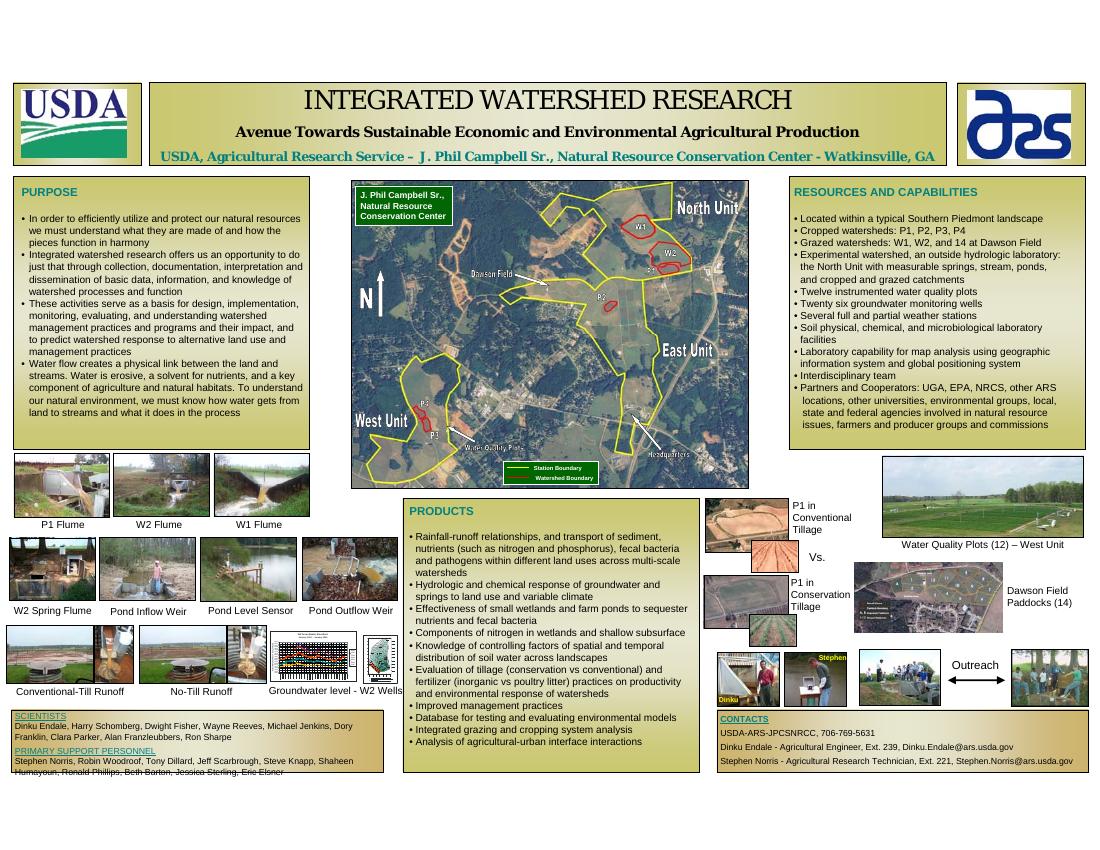 USDA
INTEGRATED WATERSHED RESEARCH
Avenue Towards Sustainable Economic and Environmental Agricultural Production
USDA, Agricultural Research Service – J. Phil Campbell Sr., Natural Resource Conservation Center - Watkinsville, GA
ars
PURPOSE
• In order to efficiently utilize and protect our natural resources
we must understand what they are made of and how the
pieces function in harmony
• Integrated watershed research offers us an opportunity to do
just that through collection, documentation, interpretation and
dissemination of basic data, information, and knowledge of
watershed processes and function
• These activities serve as a basis for design, implementation,
monitoring, evaluating, and understanding watershed
management practices and programs and their impact, and
to predict watershed response to alternative land use and
management practices
• Water flow creates a physical link between the land and
streams. Water is erosive, a solvent for nutrients, and a key
component of agriculture and natural habitats. To understand
our natural environment, we must know how water gets from
land to streams and what it does in the process
J. Phil Campbell Sr.,
Natural Resource
Conservation Center
North Unit
W1
W2
P1
Dawson Field
P2
N
East Unit
West Unit
P4
P3
Water Quality Plots
Headquarters
Station Boundary
Watershed Boundary
RESOURCES AND CAPABILITIES
• Located within a typical Southern Piedmont landscape
• Cropped watersheds: P1, P2, P3, P4
• Grazed watersheds: W1, W2, and 14 at Dawson Field
• Experimental watershed, an outside hydrologic laboratory:
the North Unit with measurable springs, stream, ponds,
and cropped and grazed catchments
• Twelve instrumented water quality plots
• Twenty six groundwater monitoring wells
• Several full and partial weather stations
• Soil physical, chemical, and microbiological laboratory
facilities
• Laboratory capability for map analysis using geographic
information system and global positioning system
• Interdisciplinary team
• Partners and Cooperators: UGA, EPA, NRCS, other ARS
locations, other universities, environmental groups, local,
state and federal agencies involved in natural resource
issues, farmers and producer groups and commissions
P1 Flume
W2 Flume
W1 Flume
W2 Spring Flume
Pond Inflow Weir
Pond Level Sensor
Pond Outflow Weir
Conventional-Till Runoff
No-Till Runoff
Groundwater level - W2 Wells
SCIENTISTS
Dinku Endale, Harry Schomberg, Dwight Fisher, Wayne Reeves, Michael Jenkins, Dory
Franklin, Clara Parker, Alan Franzleubbers, Ron Sharpe
PRIMARY SUPPORT PERSONNEL
Stephen Norris, Robin Woodroof, Tony Dillard, Jeff Scarbrough, Steve Knapp, Shaheen
Humayoun, Ronald Phillips, Beth Barton, Jessica Sterling, Eric Elsner
PRODUCTS
• Rainfall-runoff relationships, and transport of sediment,
nutrients (such as nitrogen and phosphorus), fecal bacteria
and pathogens within different land uses across multi-scale
watersheds
• Hydrologic and chemical response of groundwater and
springs to land use and variable climate
• Effectiveness of small wetlands and farm ponds to sequester
nutrients and fecal bacteria
• Components of nitrogen in wetlands and shallow subsurface
• Knowledge of controlling factors of spatial and temporal
distribution of soil water across landscapes
• Evaluation of tillage (conservation vs conventional) and
fertilizer (inorganic vs poultry litter) practices on productivity
and environmental response of watersheds
• Improved management practices
• Database for testing and evaluating environmental models
• Integrated grazing and cropping system analysis
• Analysis of agricultural-urban interface interactions
P1 in
Conventional
Tillage
Vs.
P1 in
Conservation
Tillage
Water Quality Plots (12) – West Unit
Dawson Field
Paddocks (14)
Dinku
Stephen
Outreach
CONTACTS
USDA-ARS-JPCSNRCC, 706-769-5631
Dinku Endale - Agricultural Engineer, Ext. 239, Dinku.Endale@ars.usda.gov
Stephen Norris - Agricultural Research Technician, Ext. 221, Stephen.Norris@ars.usda.gov